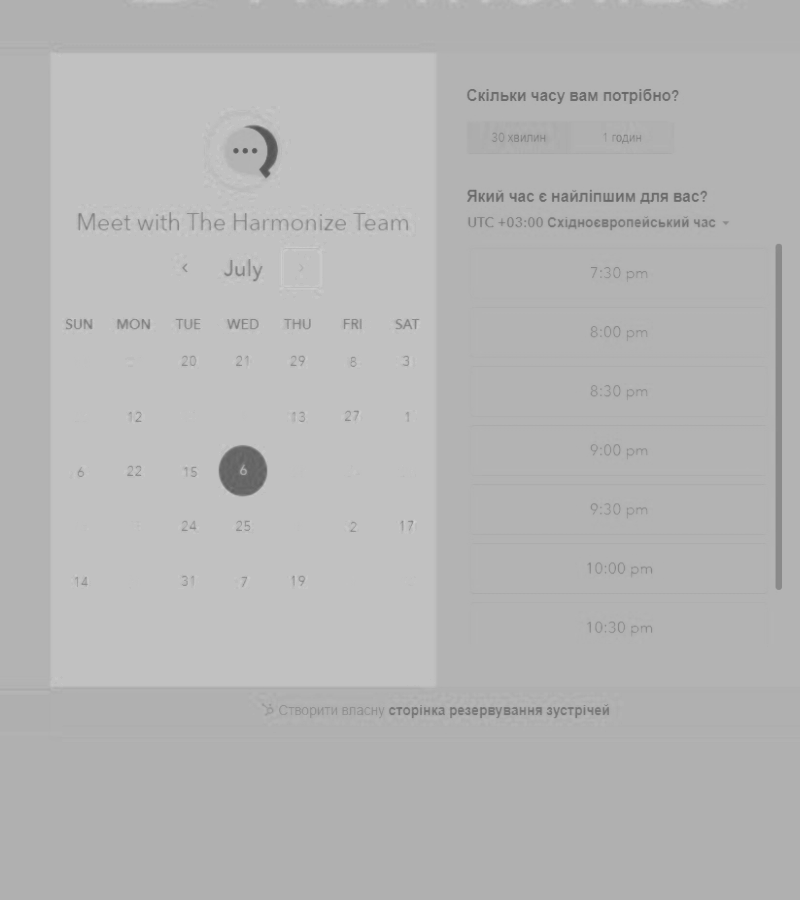 Meet with The Harmonize Team
July
SUN MON TUE WED THU FRI SAT
20 21 29 8 3
12 13 27 1
6 22 15 6
24 25 2 17
14 31 7 19
Скільки часу вам потрібно?
30 хвилин 1 годин
Який час є найліпшим для вас?
UTC +03:00 Східноєвропейський час
7:30 pm
8:00 pm
8:30 pm
9:00 pm
9:30 pm
10:00 pm
10:30 pm
Створити власну сторінка резервування зустрічей